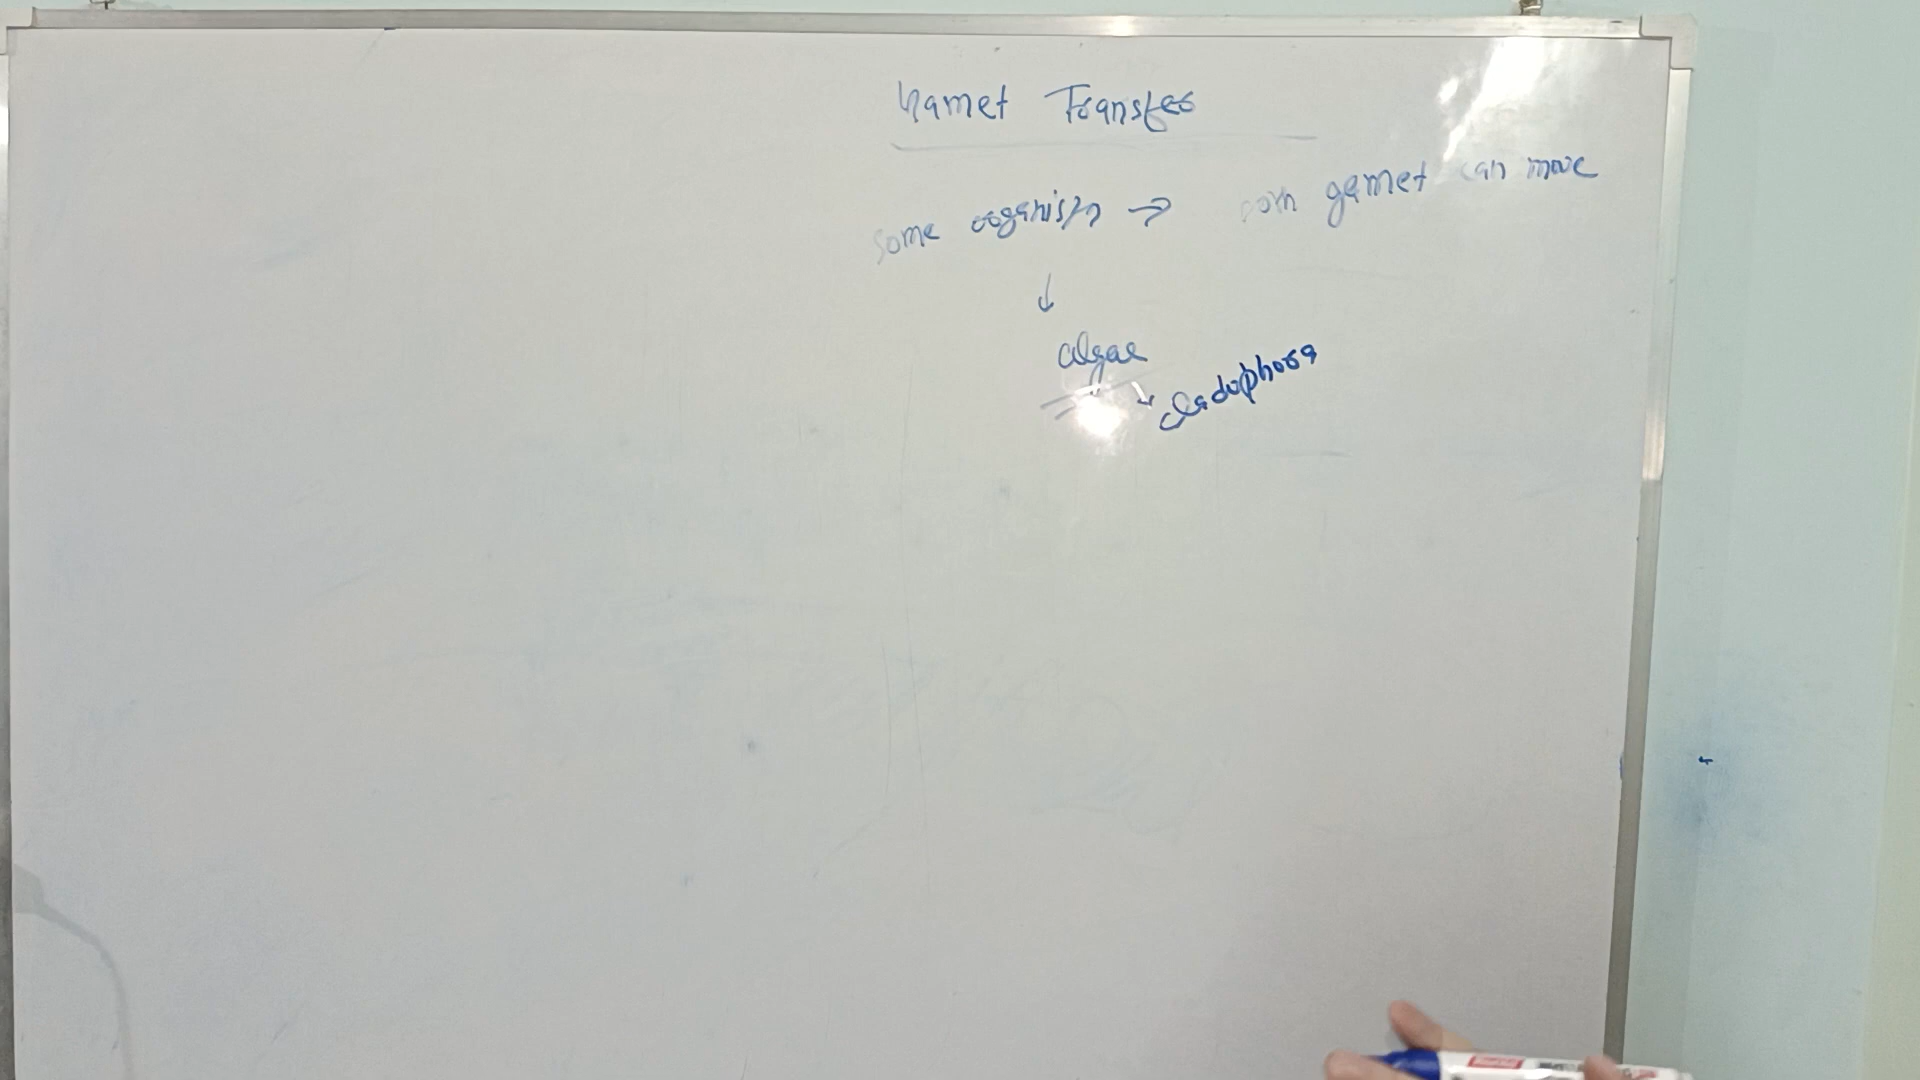 Gamet Transfer
some organism → both gamet can move
↓
algae
↘ cladophora